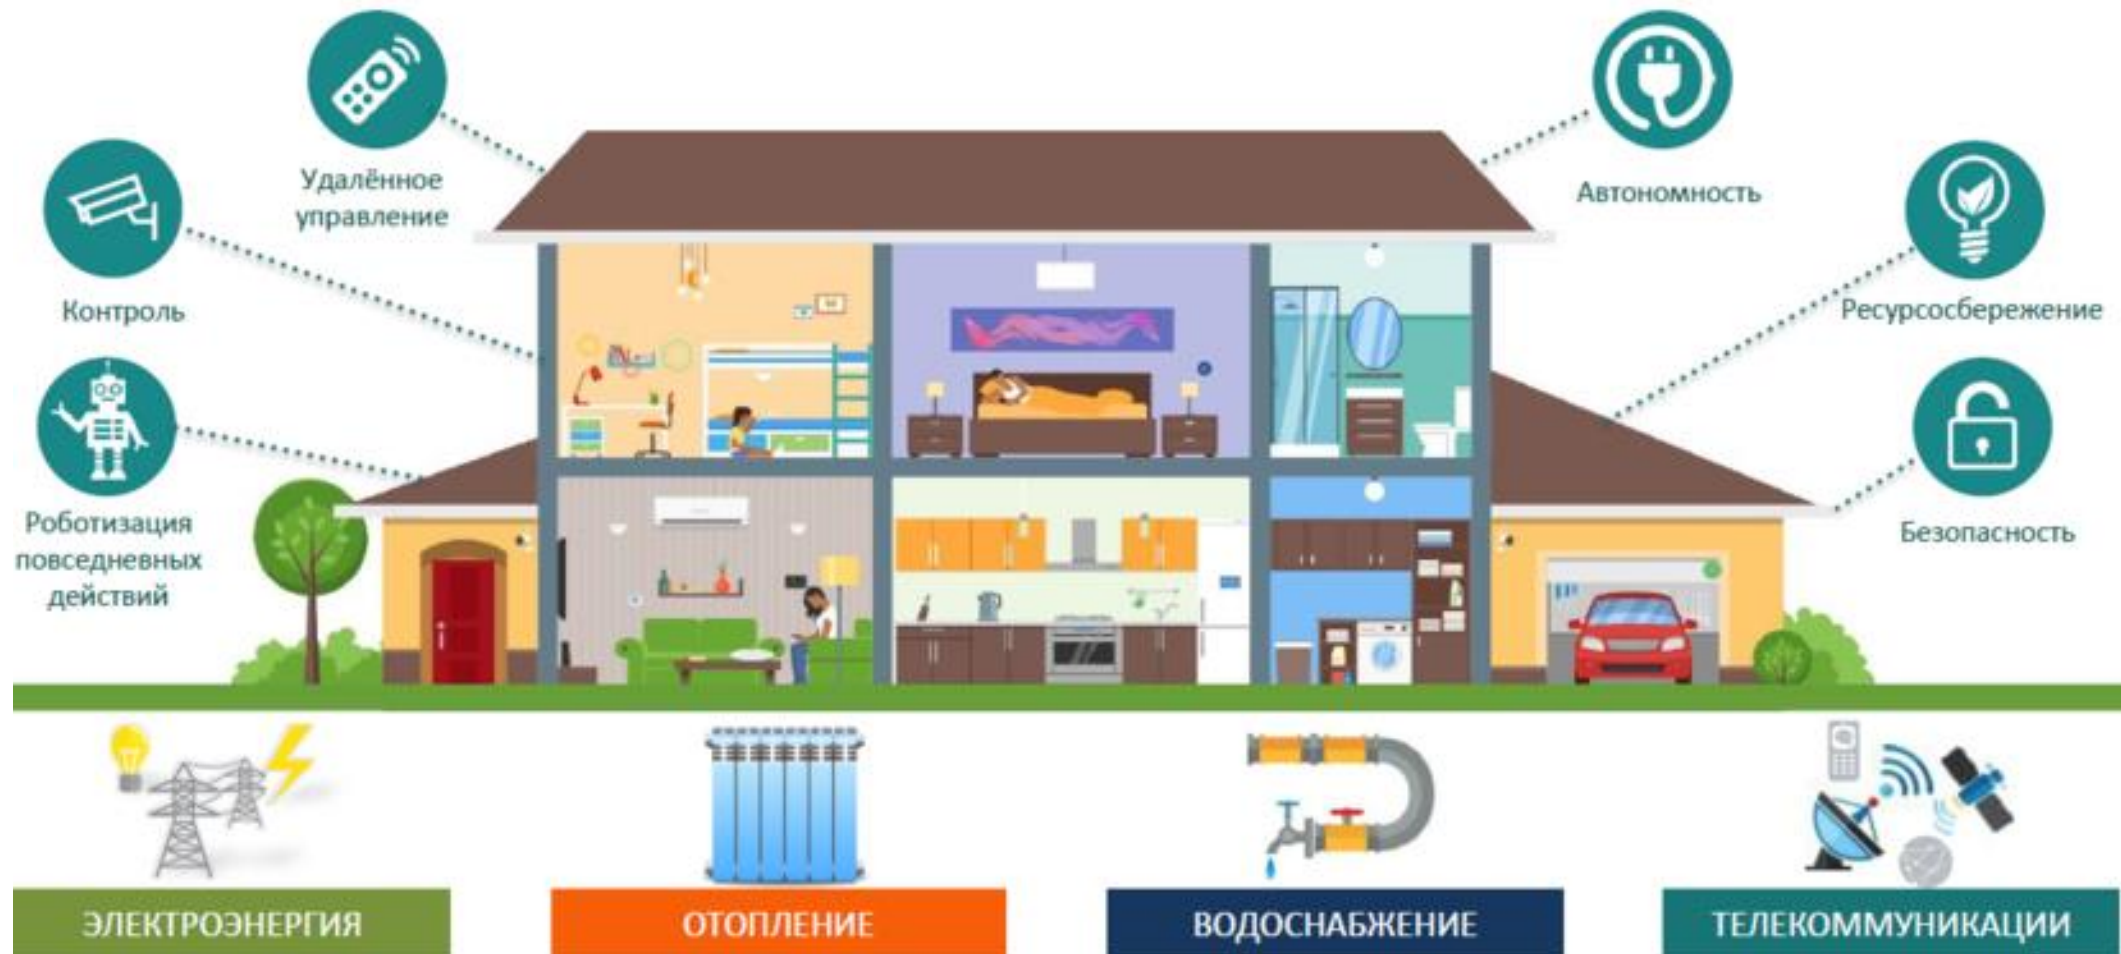 Удалённое
управление
Автономность
Контроль
Ресурсосбережение
Роботизация
повседневных
действий
Безопасность
ЭЛЕКТРОЭНЕРГИЯ
ОТОПЛЕНИЕ
ВОДОСНАБЖЕНИЕ
ТЕЛЕКОММУНИКАЦИИ